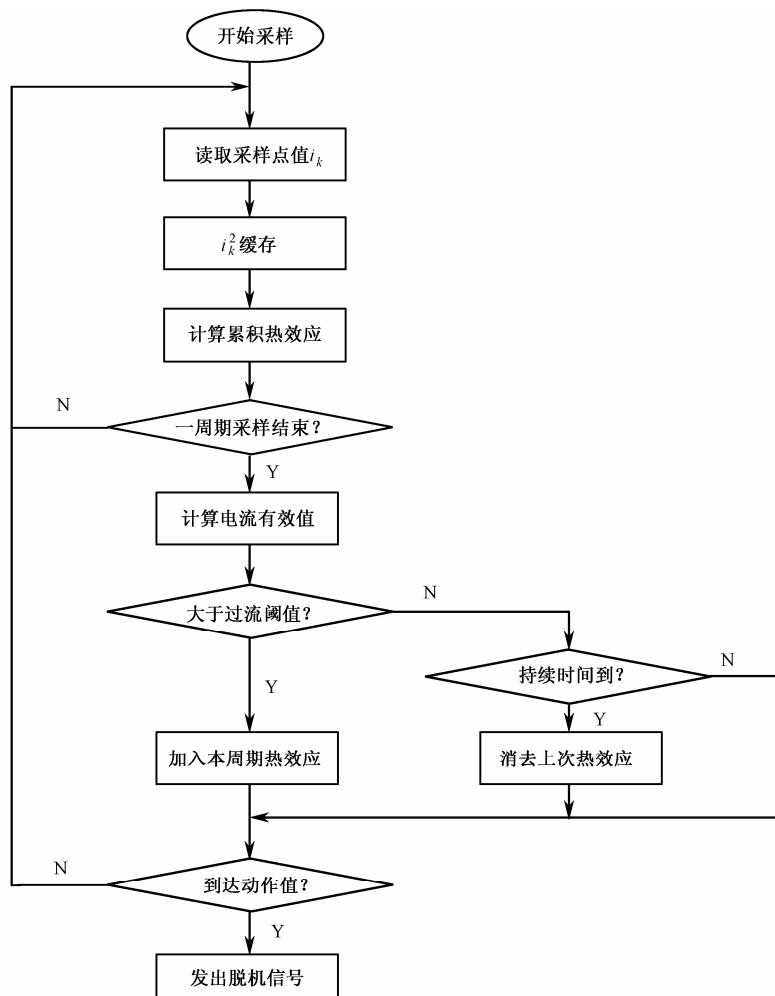 开始采样
读取采样点值i_k
i_k^2缓存
计算累积热效应
N
一周期采样结束?
Y
计算电流有效值
大于过流阈值?
N
Y
持续时间到?
N
Y
加入本周期热效应
消去上次热效应
N
到达动作值?
Y
发出脱机信号